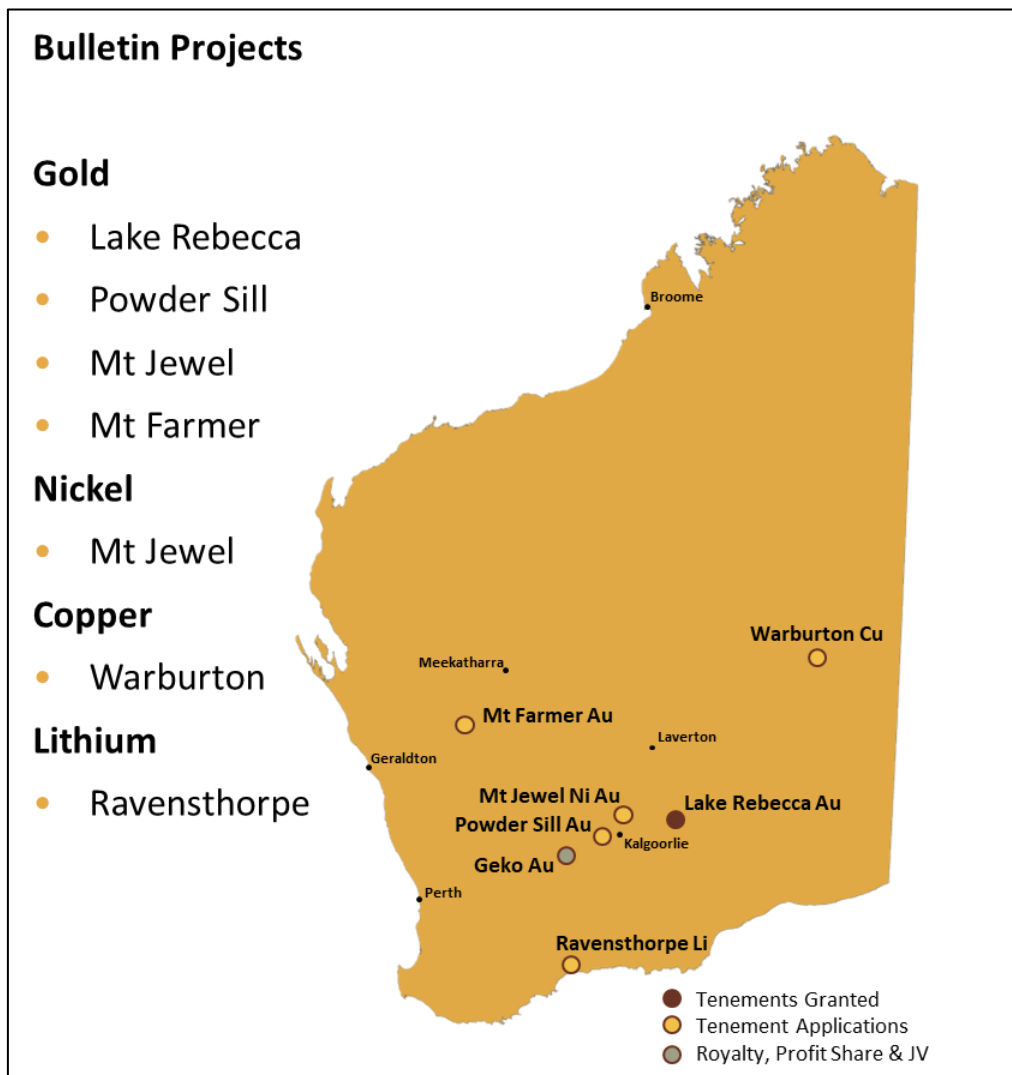 Bulletin Projects
Gold
• Lake Rebecca
• Powder Sill
• Mt Jewel
• Mt Farmer
Nickel
• Mt Jewel
Copper
• Warburton
Lithium
• Ravensthorpe
Broome
Warburton Cu
Meekatharra
Mt Farmer Au
Laverton
Geraldton
Mt Jewel Ni Au
Lake Rebecca Au
Powder Sill Au
Kalgoorlie
Geko Au
Perth
Ravensthorpe Li
Tenements Granted
Tenement Applications
Royalty, Profit Share & JV